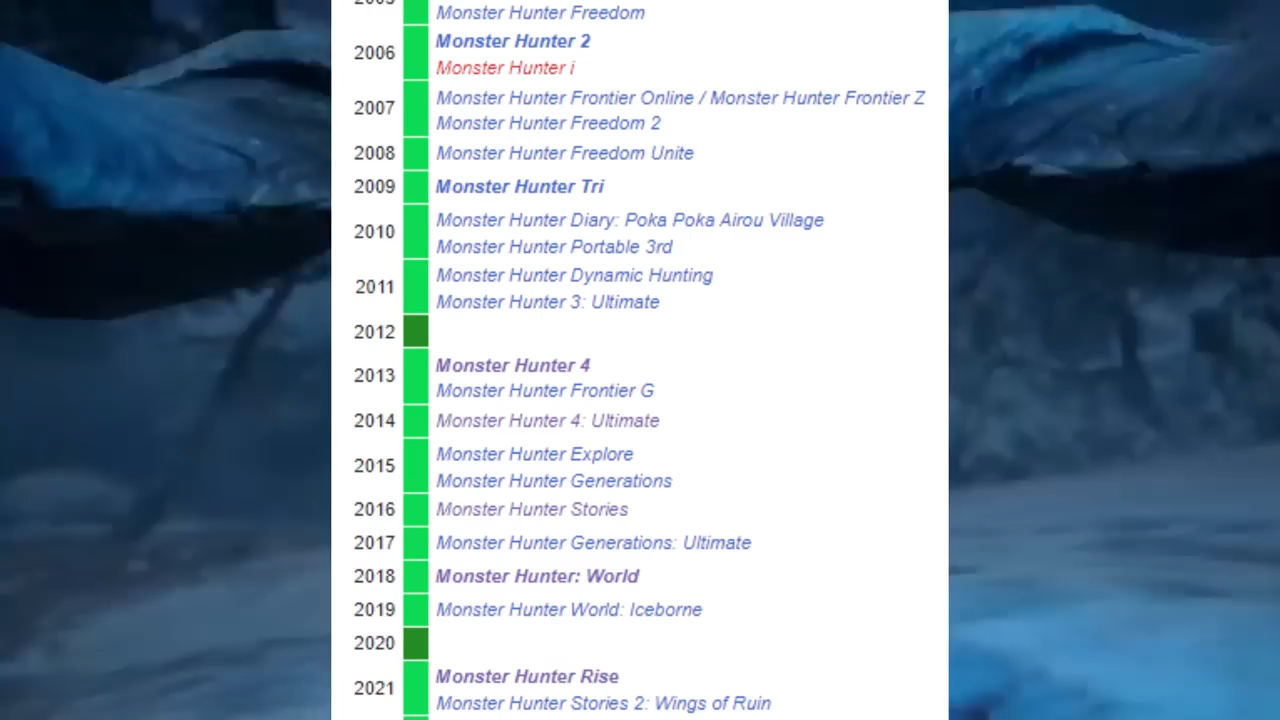 Monster Hunter Freedom
2006
Monster Hunter 2
Monster Hunter i
2007
Monster Hunter Frontier Online / Monster Hunter Frontier Z
Monster Hunter Freedom 2
2008
Monster Hunter Freedom Unite
2009
Monster Hunter Tri
2010
Monster Hunter Diary: Poka Poka Airou Village
Monster Hunter Portable 3rd
2011
Monster Hunter Dynamic Hunting
Monster Hunter 3: Ultimate
2012
2013
Monster Hunter 4
Monster Hunter Frontier G
2014
Monster Hunter 4: Ultimate
2015
Monster Hunter Explore
Monster Hunter Generations
2016
Monster Hunter Stories
2017
Monster Hunter Generations: Ultimate
2018
Monster Hunter: World
2019
Monster Hunter World: Iceborne
2020
2021
Monster Hunter Rise
Monster Hunter Stories 2: Wings of Ruin